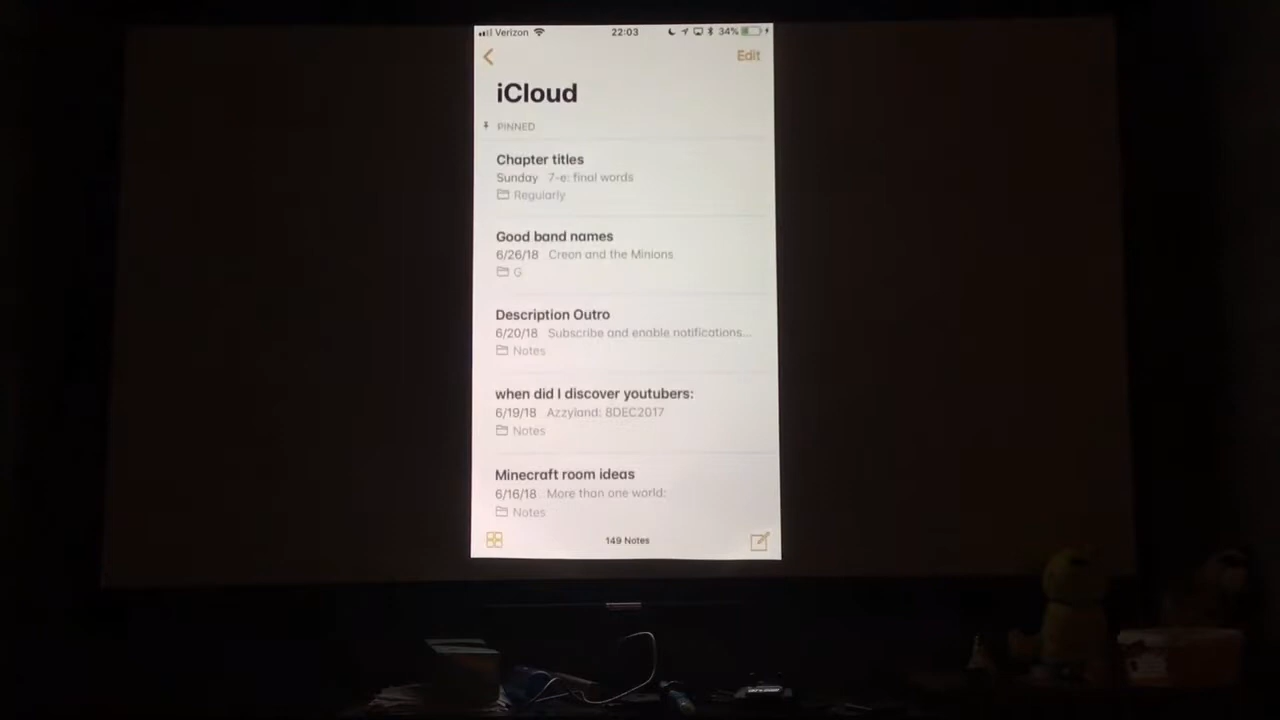 Verizon 22:03 34%
Edit
iCloud
PINNED
Chapter titles
Sunday 7-e: final words
Regularly
Good band names
6/26/18 Creon and the Minions
G
Description Outro
6/20/18 Subscribe and enable notifications...
Notes
when did I discover youtubers:
6/19/18 Azzyland: 8DEC2017
Notes
Minecraft room ideas
6/16/18 More than one world:
Notes
149 Notes